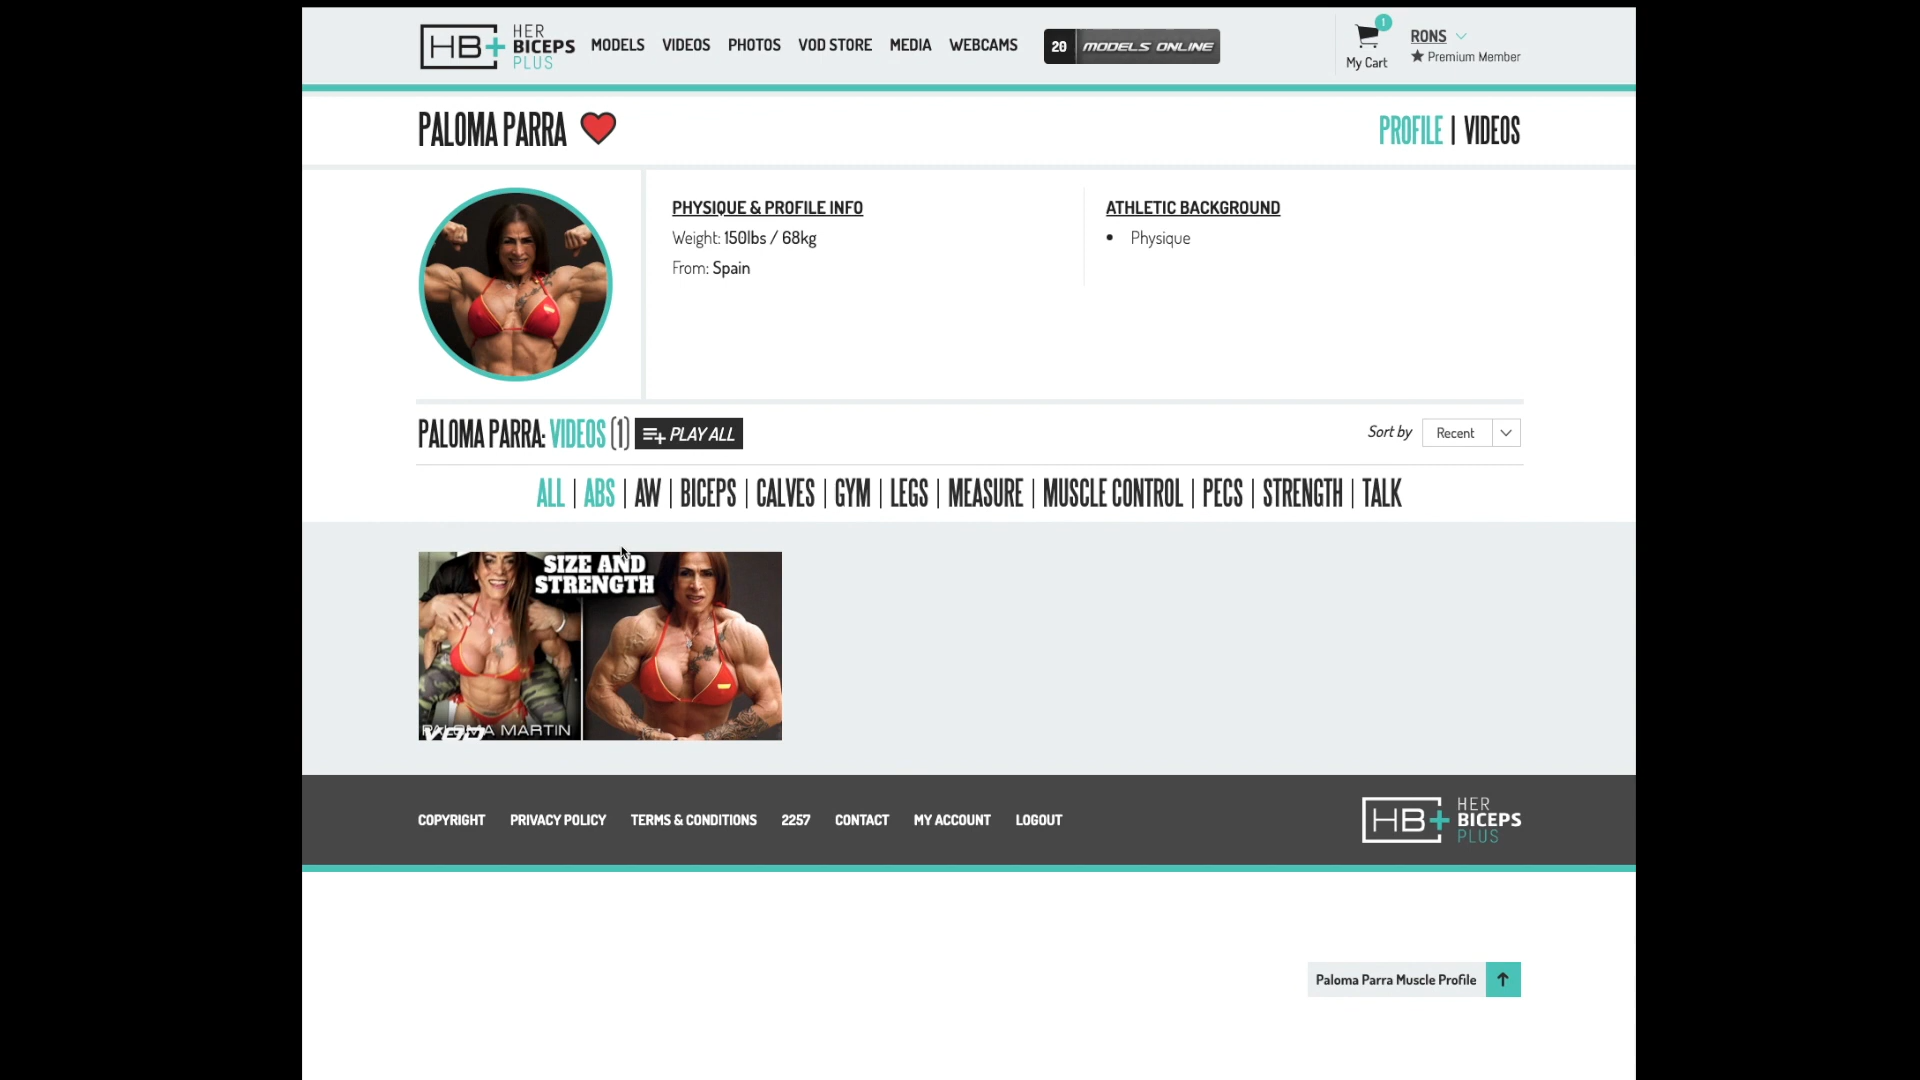 HB+ HER BICEPS PLUS
MODELS VIDEOS PHOTOS VOD STORE MEDIA WEBCAMS
20 MODELS ONLINE
1
My Cart
RONS
Premium Member
PALOMA PARRA
PROFILE | VIDEOS
PHYSIQUE & PROFILE INFO
Weight: 150lbs / 68kg
From: Spain
ATHLETIC BACKGROUND
• Physique
PALOMA PARRA: VIDEOS (1) PLAY ALL
Sort by Recent
ALL | ABS | AW | BICEPS | CALVES | GYM | LEGS | MEASURE | MUSCLE CONTROL | PECS | STRENGTH | TALK
SIZE AND
STRENGTH
PALOMA MARTIN
VOD
COPYRIGHT PRIVACY POLICY TERMS & CONDITIONS 2257 CONTACT MY ACCOUNT LOGOUT
HB+ HER BICEPS PLUS
Paloma Parra Muscle Profile